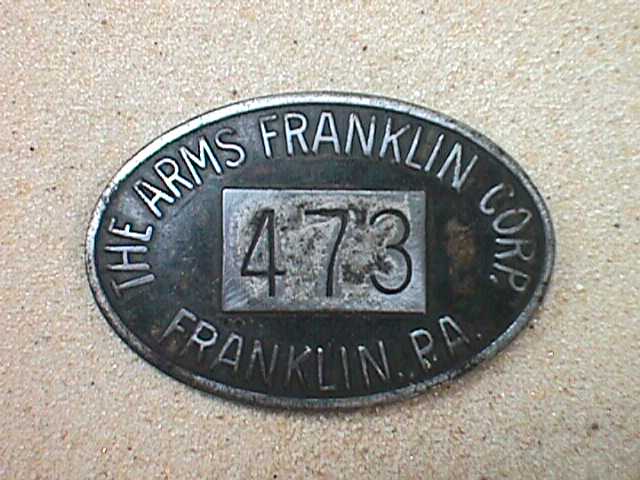 THE ARMS FRANKLIN CORP.
473
FRANKLIN. PA.